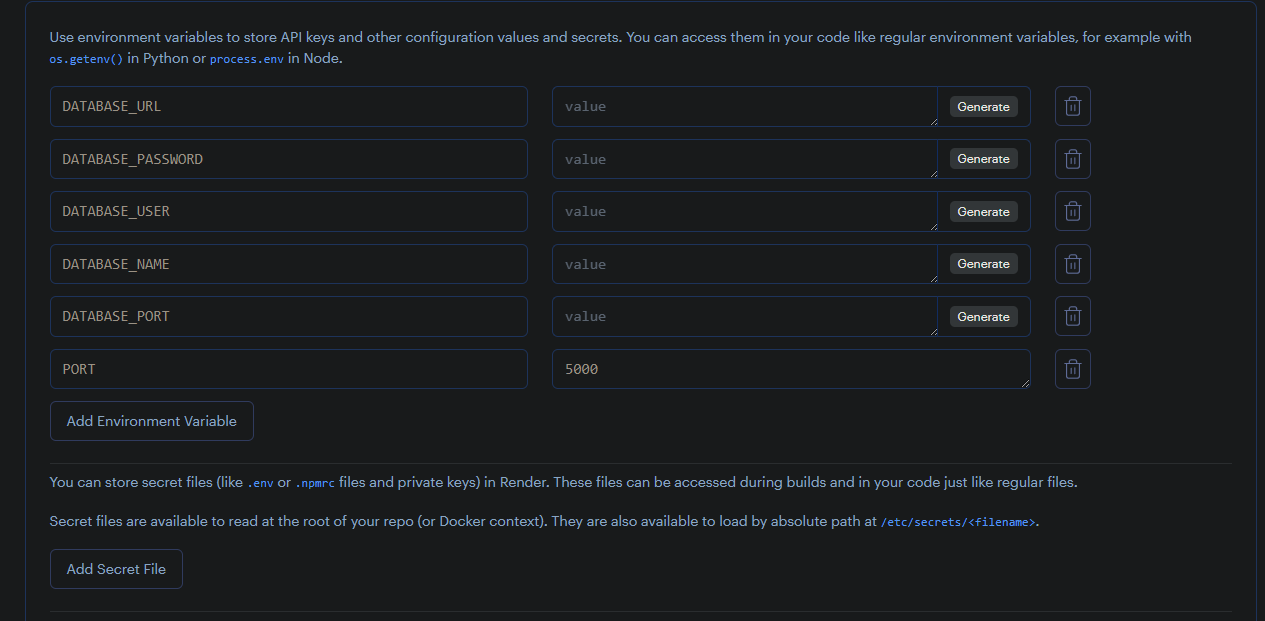 Use environment variables to store API keys and other configuration values and secrets. You can access them in your code like regular environment variables, for example with
os.getenv() in Python or process.env in Node.
DATABASE_URL value Generate
DATABASE_PASSWORD value Generate
DATABASE_USER value Generate
DATABASE_NAME value Generate
DATABASE_PORT value Generate
PORT 5000
Add Environment Variable
You can store secret files (like .env or .npmrc files and private keys) in Render. These files can be accessed during builds and in your code just like regular files.
Secret files are available to read at the root of your repo (or Docker context). They are also available to load by absolute path at /etc/secrets/<filename>.
Add Secret File